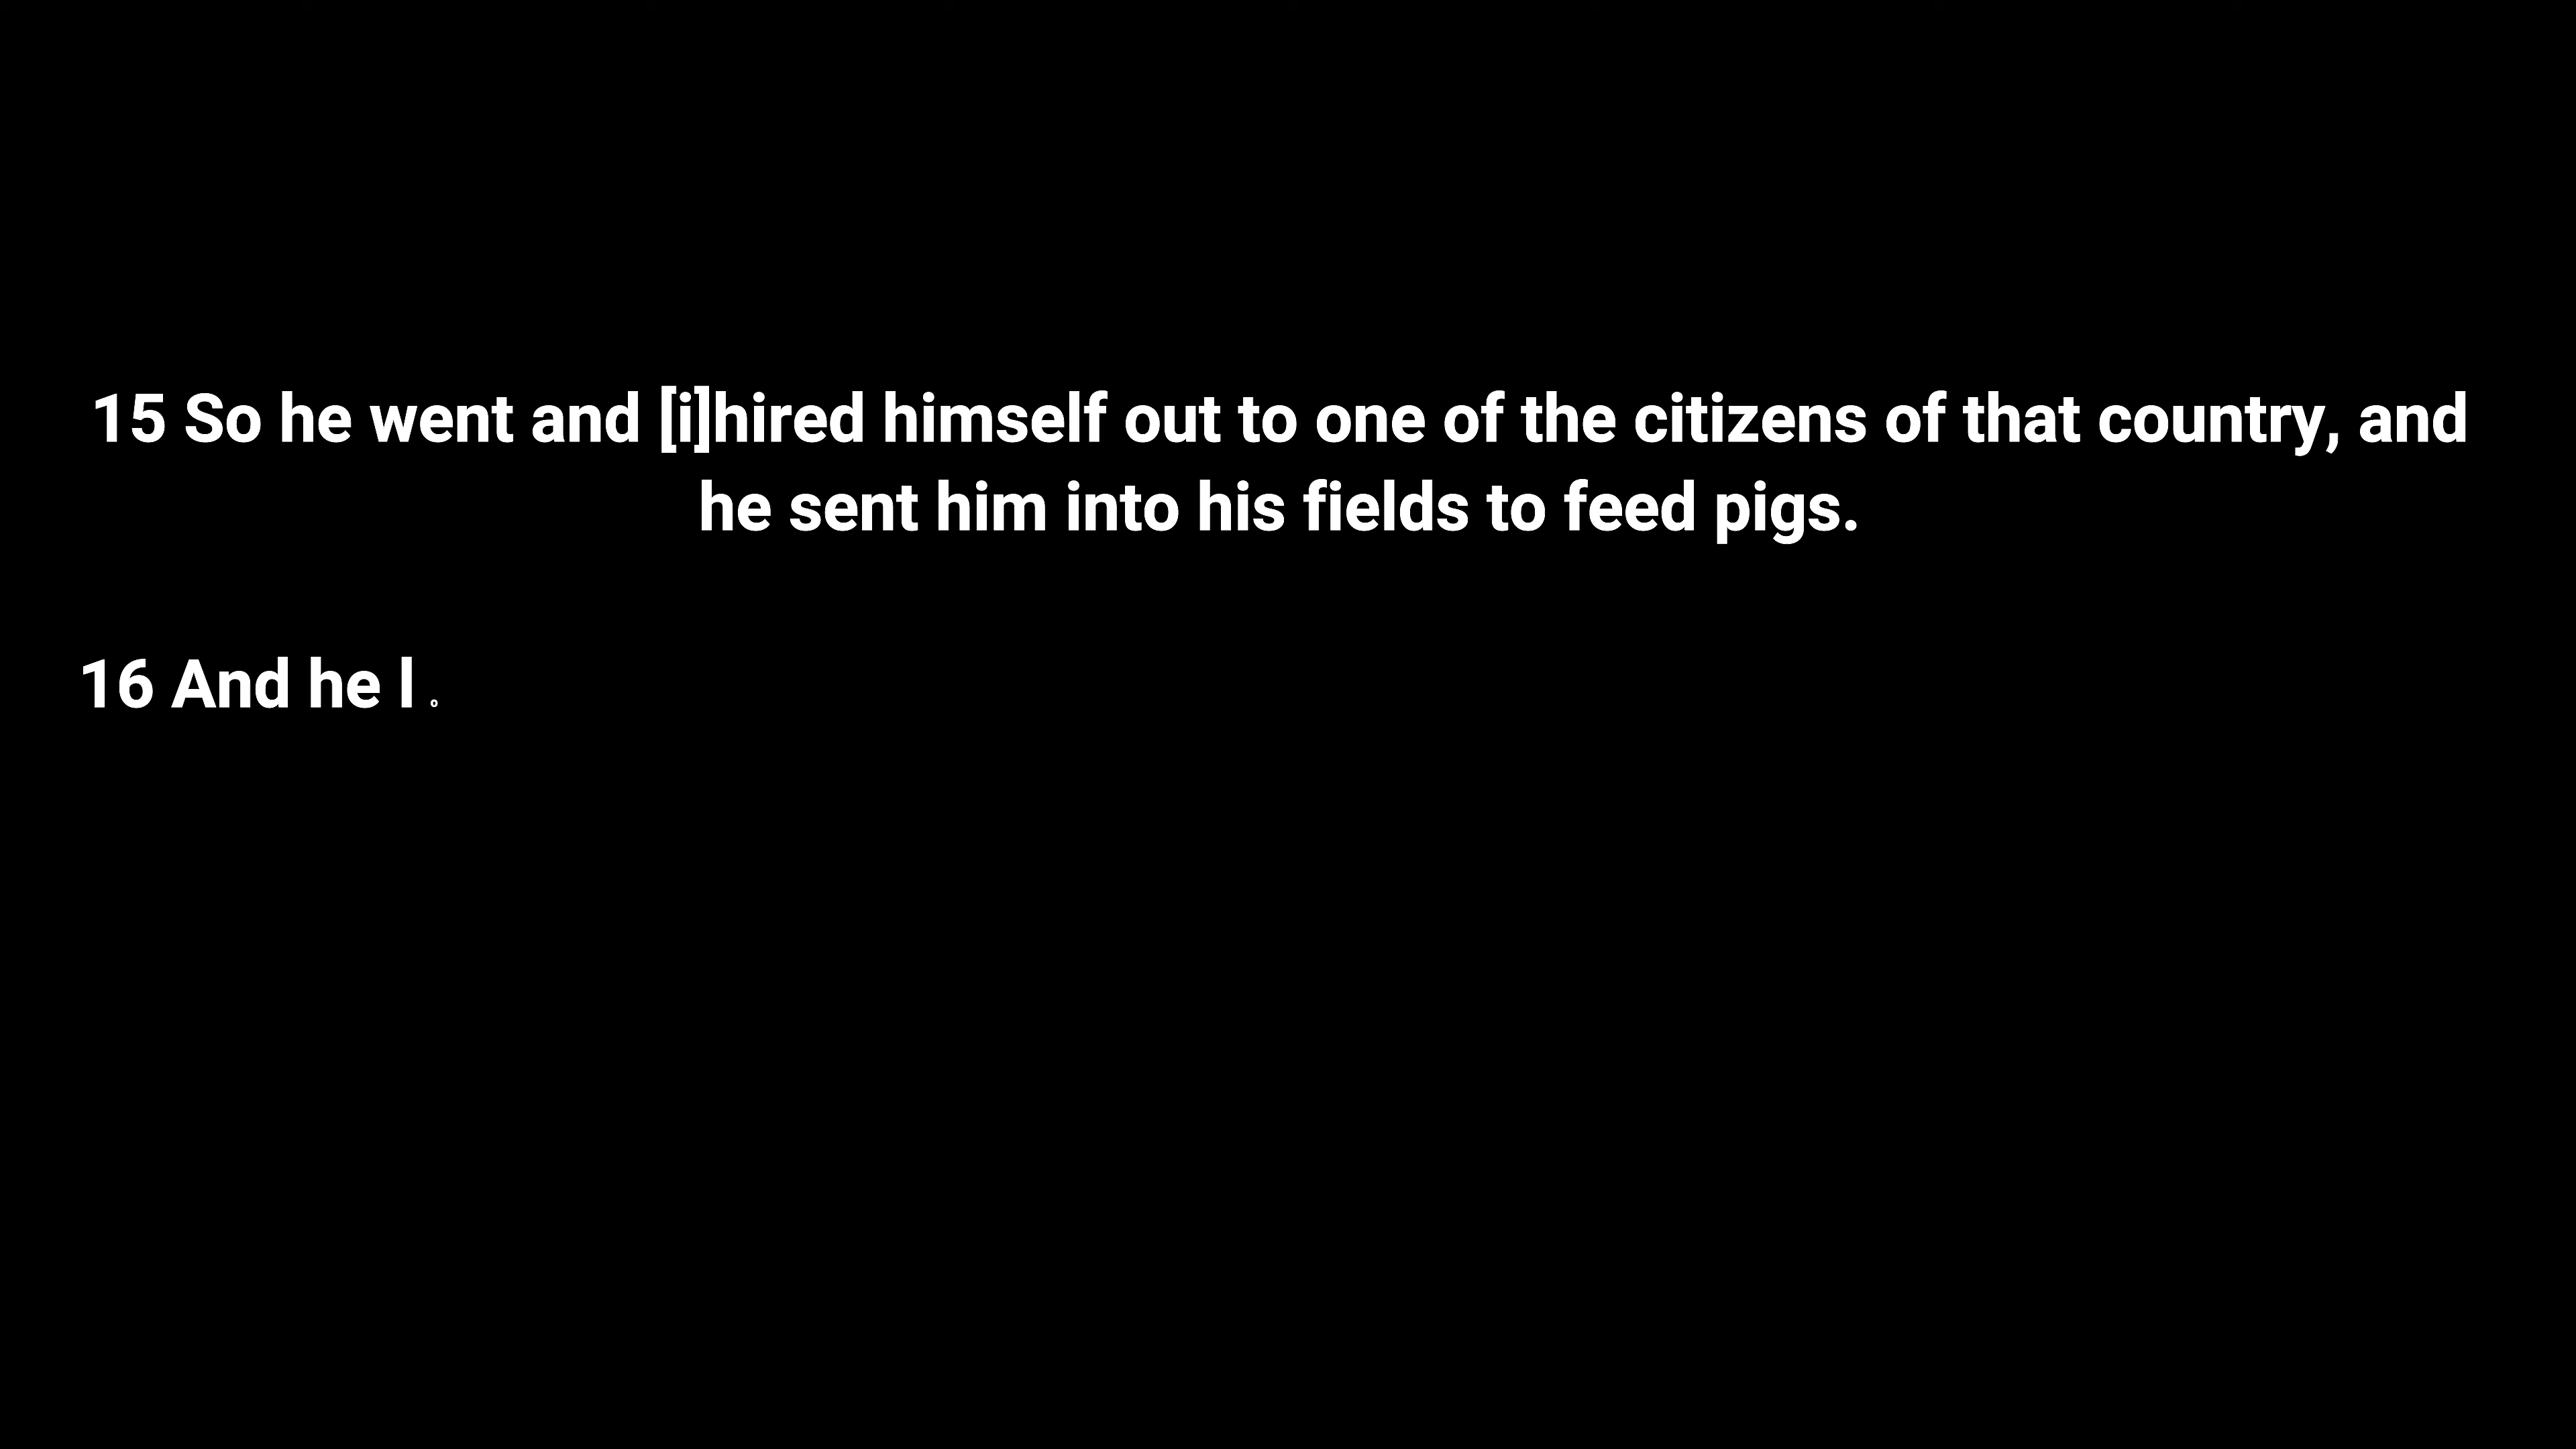 15 So he went and [i]hired himself out to one of the citizens of that country, and
he sent him into his fields to feed pigs.
16 And he l o